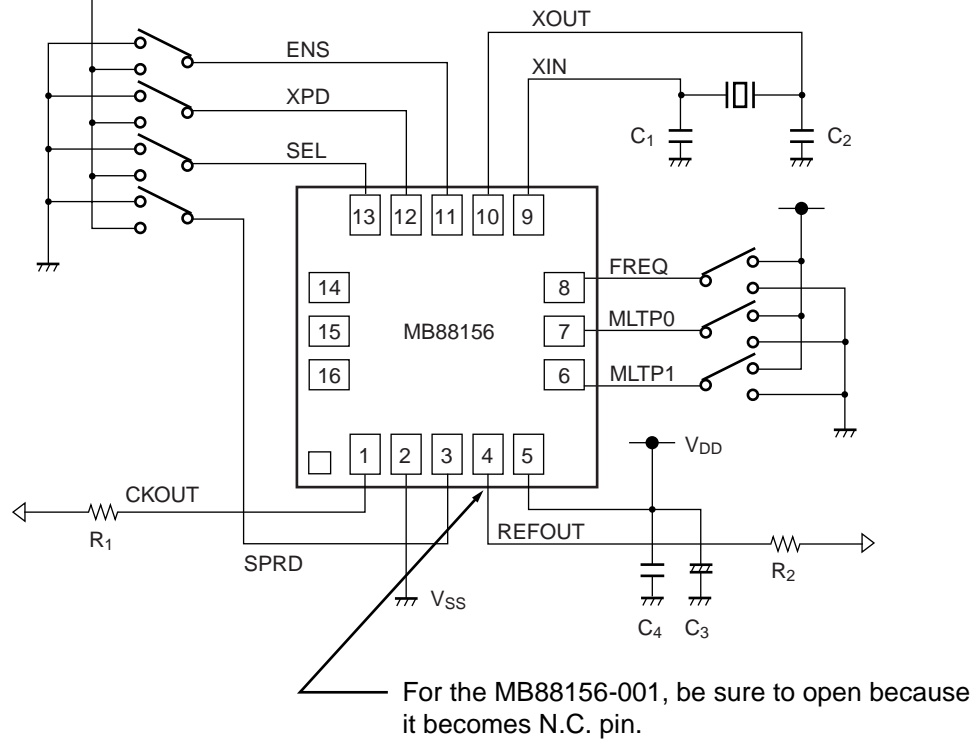 XOUT
ENS
XIN
XPD
C1
C2
SEL
13
12
11
10
9
FREQ
14
8
MLTP0
15
MB88156
7
MLTP1
16
6
VDD
1
2
3
4
5
CKOUT
REFOUT
R1
SPRD
R2
VSS
C4
C3
For the MB88156-001, be sure to open because
it becomes N.C. pin.